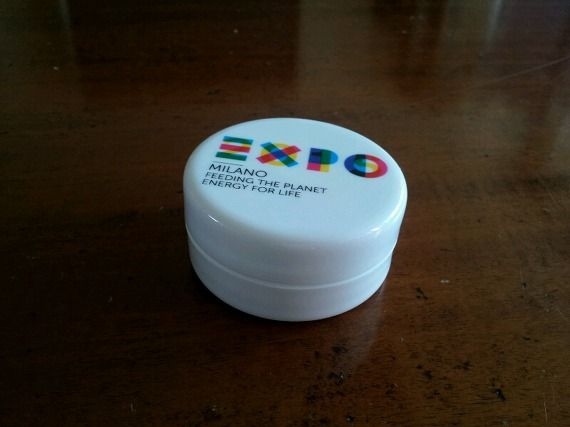 EXPO
MILANO
FEEDING THE PLANET
ENERGY FOR LIFE